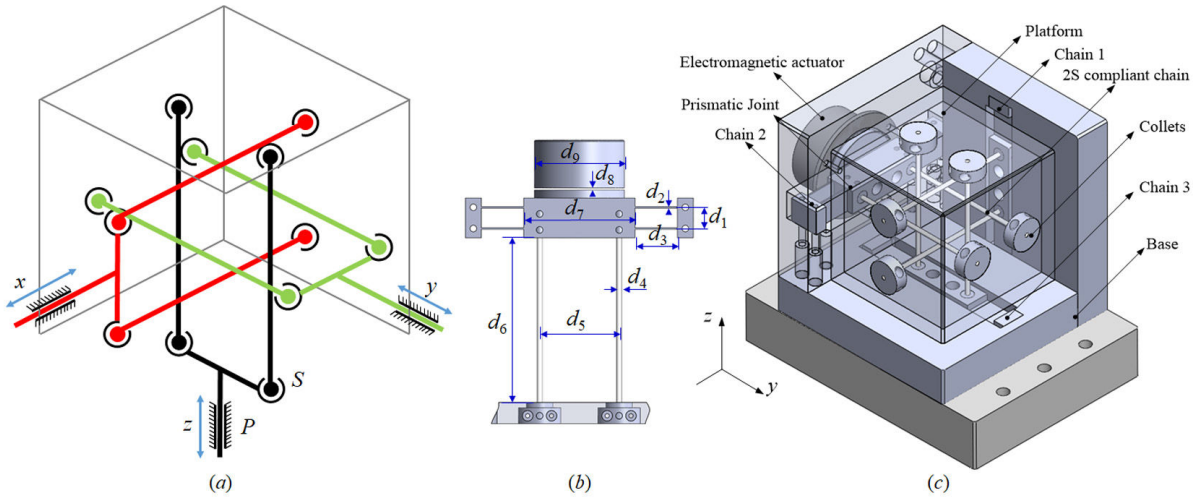 x
y
z
S
P
(a)
d9
d8
d7
d2
d1
d3
d4
d5
d6
(b)
Platform
Chain 1
Electromagnetic actuator
2S compliant chain
Prismatic Joint
Collets
Chain 2
Chain 3
Base
z
y
(c)